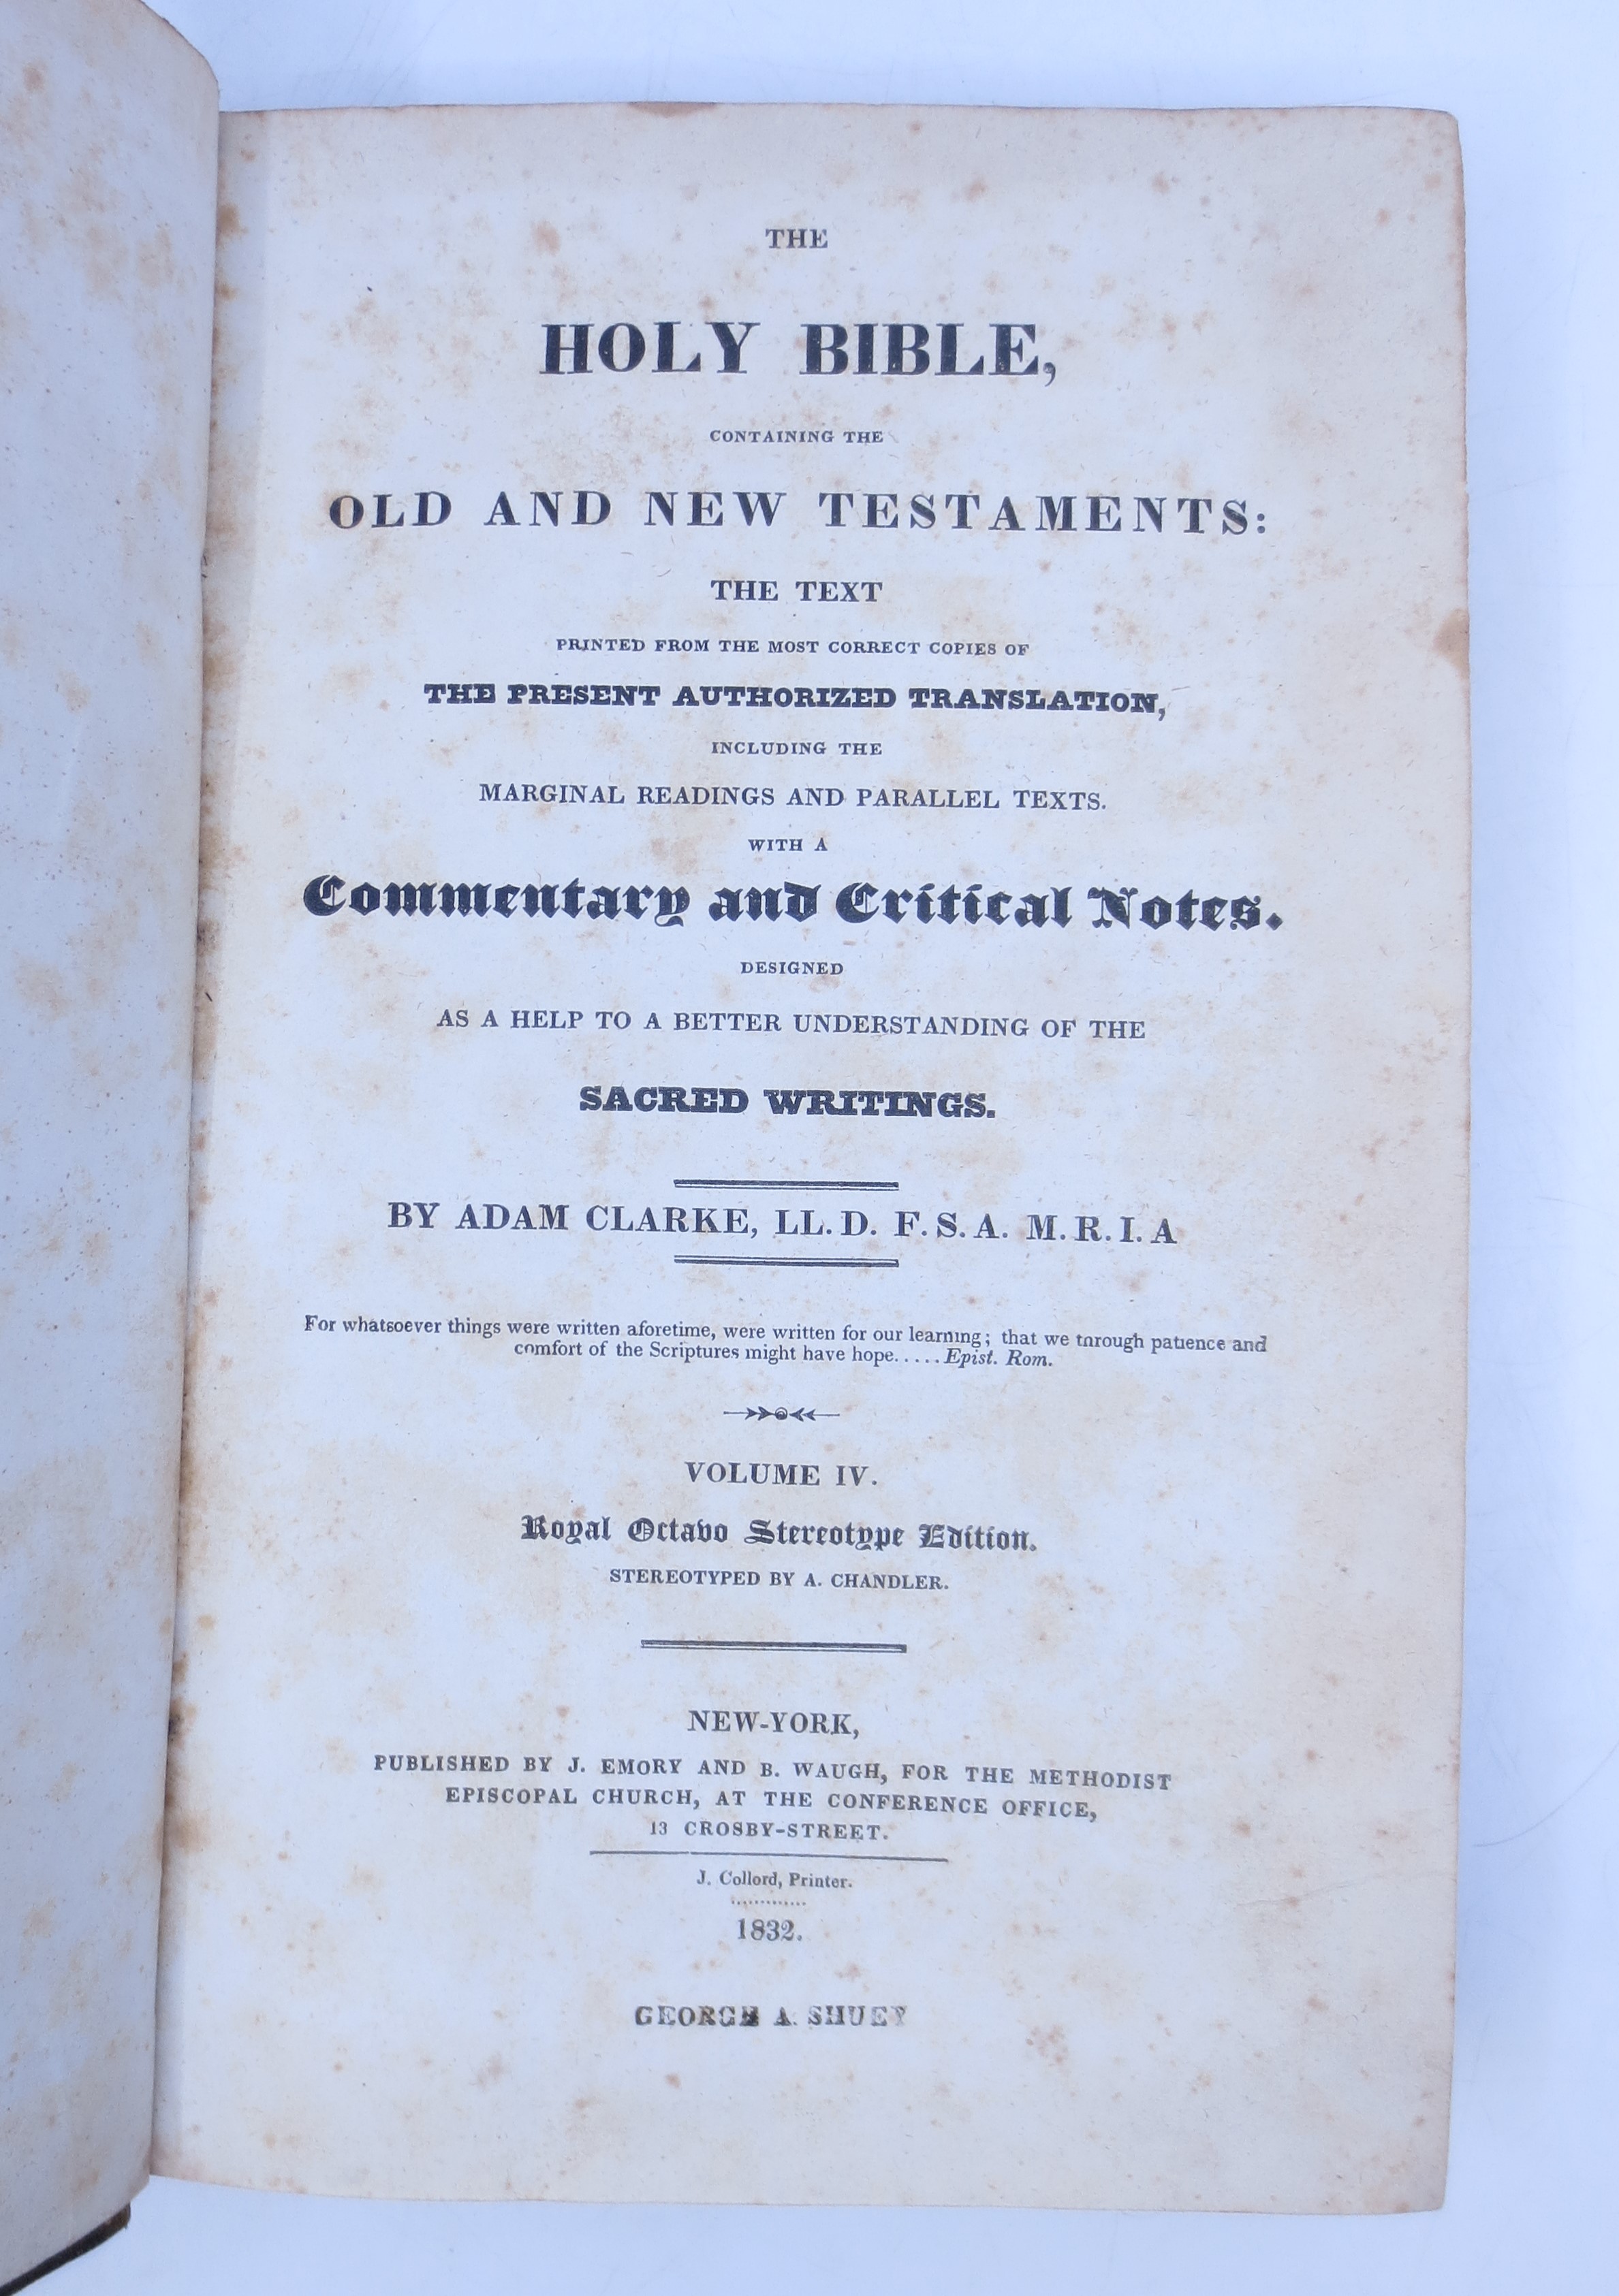 THE
HOLY BIBLE,
CONTAINING THE
OLD AND NEW TESTAMENTS:
THE TEXT
PRINTED FROM THE MOST CORRECT COPIES OF
THE PRESENT AUTHORIZED TRANSLATION,
INCLUDING THE
MARGINAL READINGS AND PARALLEL TEXTS.
WITH A
Commentary and Critical Notes.
DESIGNED
AS A HELP TO A BETTER UNDERSTANDING OF THE
SACRED WRITINGS.
BY ADAM CLARKE, LL. D. F. S. A. M. R. I. A
For whatsoever things were written aforetime, were written for our learning; that we through patience and
comfort of the Scriptures might have hope.....Epist. Rom.
VOLUME IV.
Royal Octavo Stereotype Edition.
STEREOTYPED BY A. CHANDLER.
NEW-YORK,
PUBLISHED BY J. EMORY AND B. WAUGH, FOR THE METHODIST
EPISCOPAL CHURCH, AT THE CONFERENCE OFFICE,
13 CROSBY-STREET.
J. Collord, Printer.
1832.
GEORGE A. SHUEY